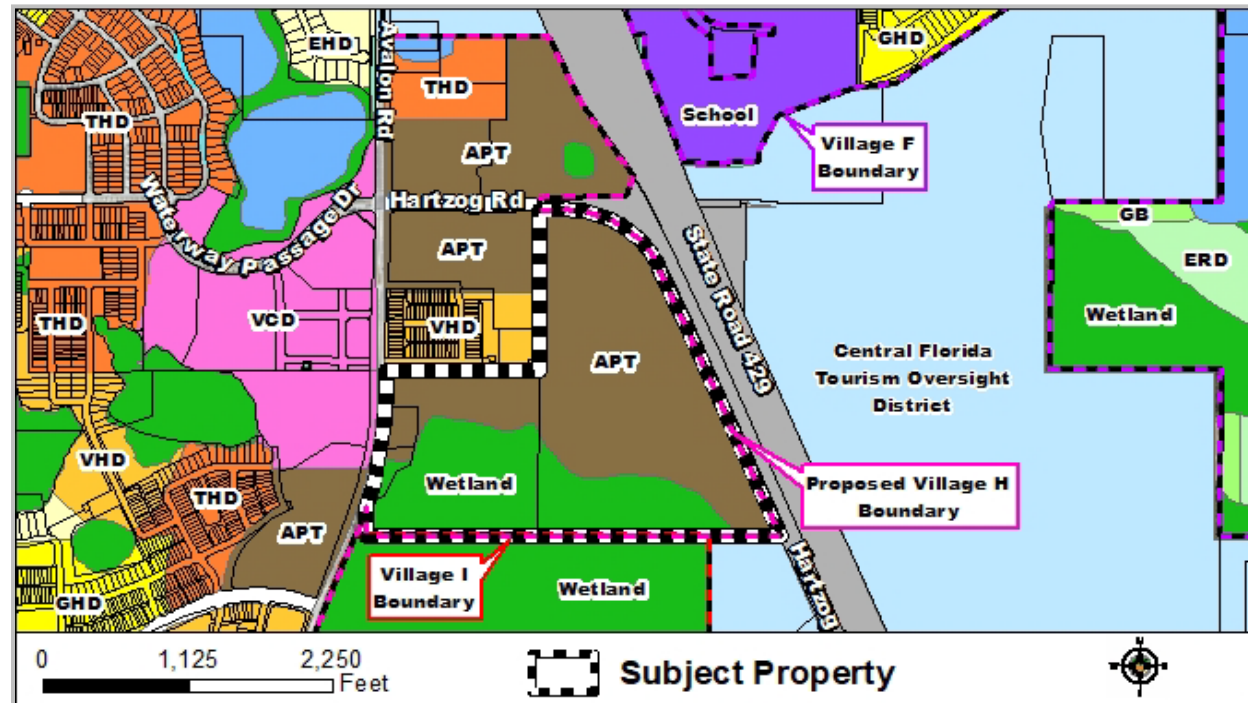 EHD
Avalon Rd
GHD
THD
THD
School
Village F
Boundary
APT
Waterway Passage Dr
Hartzog Rd
GB
ERD
APT
State Road 429
Wetland
THD
VCD
VHD
APT
Central Florida
Tourism Oversight
District
VHD
Wetland
Proposed Village H
Boundary
THD
APT
Hartzog
Village I
Boundary
Wetland
GHD
0 1,125 2,250
Feet
Subject Property